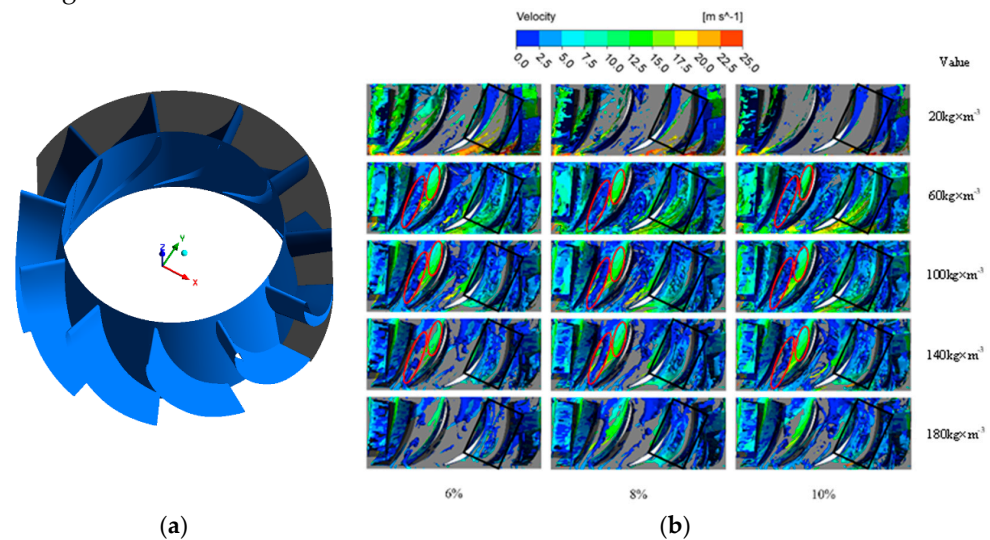 Velocity [m s^-1]
0.0 2.5 5.0 7.5 10.0 12.5 15.0 17.5 20.0 22.5 25.0
Value
20kg×m⁻³
60kg×m⁻³
100kg×m⁻³
140kg×m⁻³
180kg×m⁻³
Z Y X
6% 8% 10%
(a) (b)